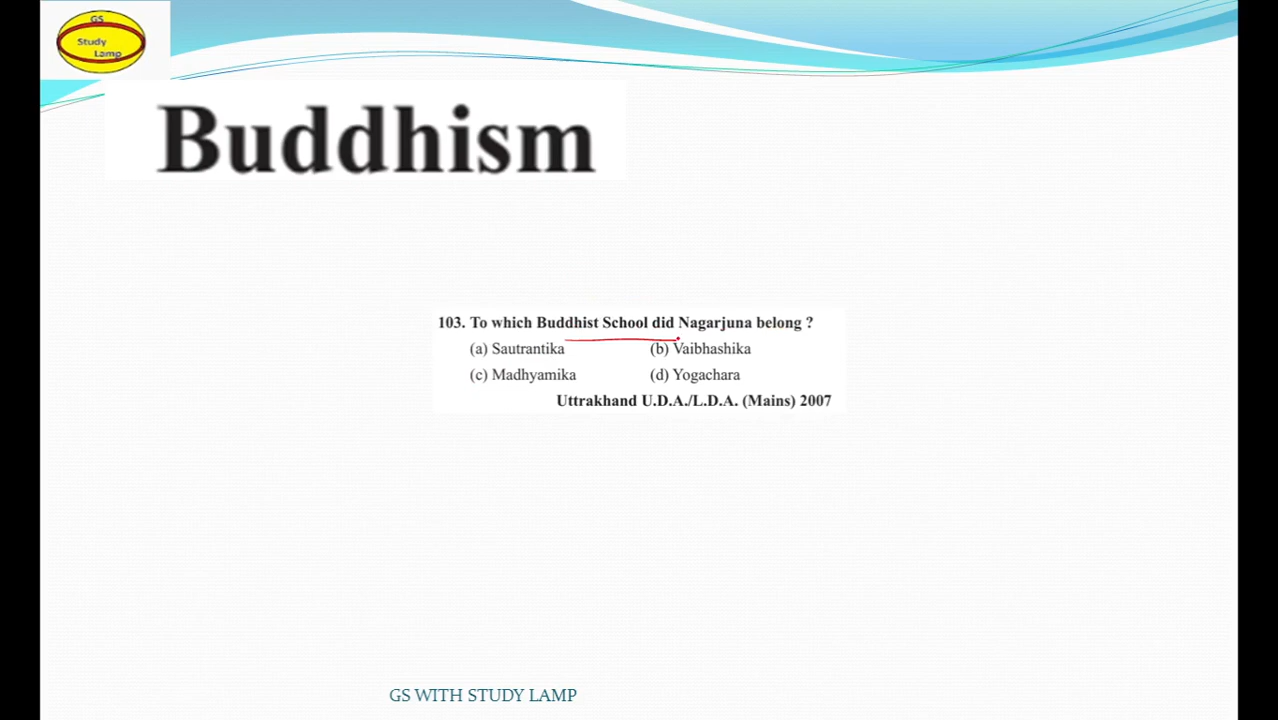 GS
Study
Lamp
Buddhism
103. To which Buddhist School did Nagarjuna belong ?
(a) Sautrantika (b) Vaibhashika
(c) Madhyamika (d) Yogachara
Uttrakhand U.D.A./L.D.A. (Mains) 2007
GS WITH STUDY LAMP